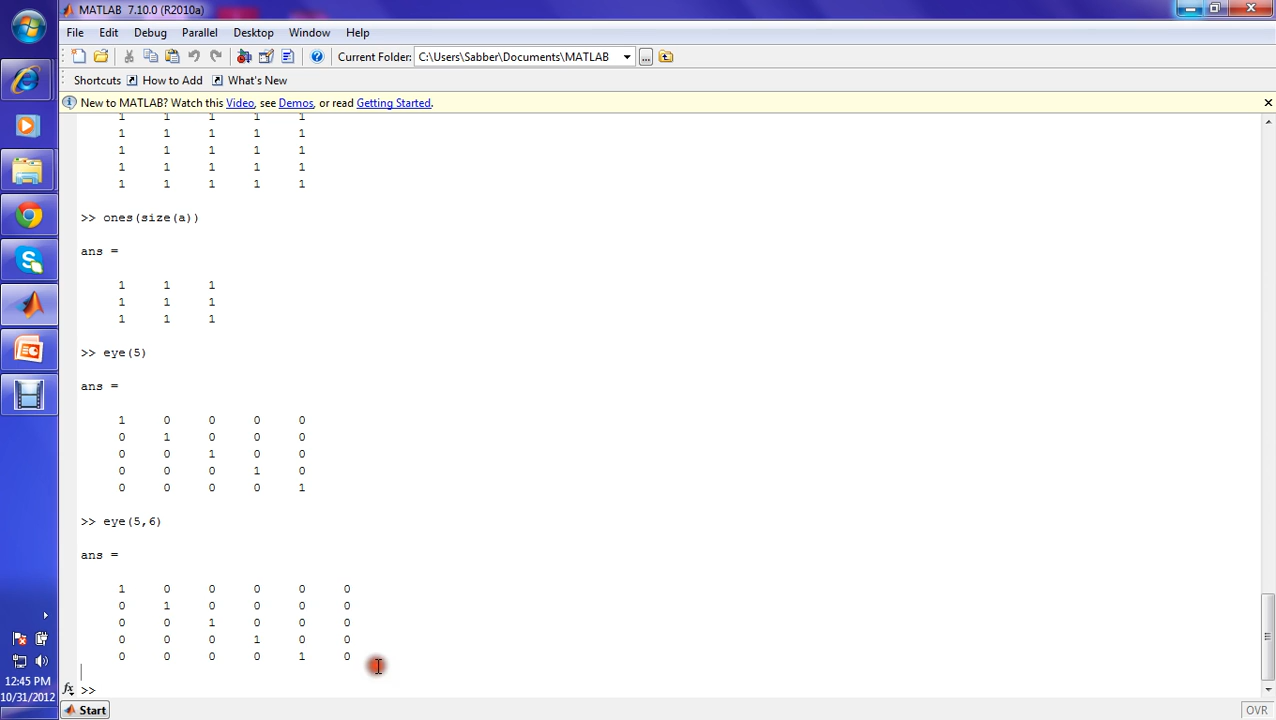 MATLAB 7.10.0 (R2010a)
File Edit Debug Parallel Desktop Window Help
Current Folder: C:\Users\Sabber\Documents\MATLAB ...
Shortcuts How to Add What's New
New to MATLAB? Watch this Video, see Demos, or read Getting Started.
1 1 1 1 1
1 1 1 1 1
1 1 1 1 1
1 1 1 1 1
1 1 1 1 1
>> ones(size(a))
ans =
1 1 1
1 1 1
1 1 1
>> eye(5)
ans =
1 0 0 0 0
0 1 0 0 0
0 0 1 0 0
0 0 0 1 0
0 0 0 0 1
>> eye(5,6)
ans =
1 0 0 0 0 0
0 1 0 0 0 0
0 0 1 0 0 0
0 0 0 1 0 0
0 0 0 0 1 0
fx >>
12:45 PM
10/31/2012
Start
OVR